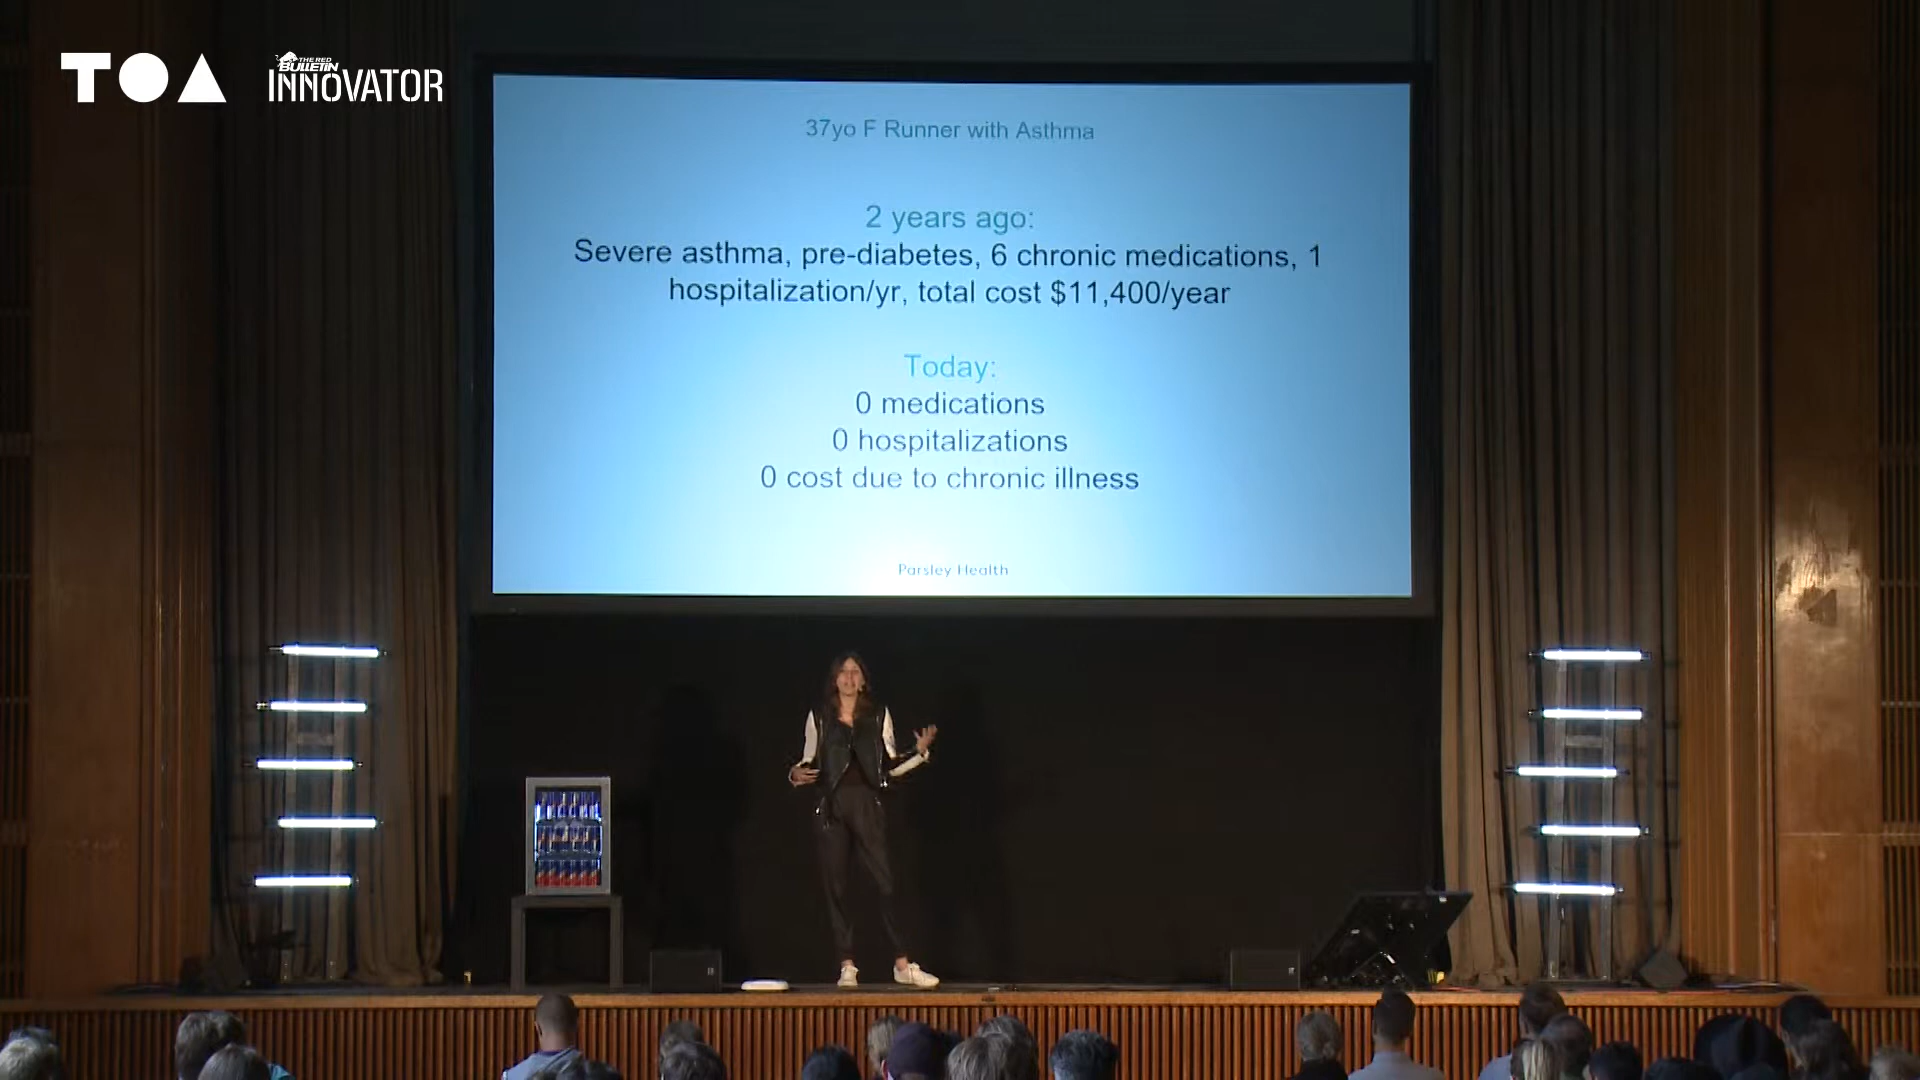 TOA
THE RED
BULLETIN
INNOVATOR
37yo F Runner with Asthma
2 years ago:
Severe asthma, pre-diabetes, 6 chronic medications, 1
hospitalization/yr, total cost $11,400/year
Today:
0 medications
0 hospitalizations
0 cost due to chronic illness
Parsley Health